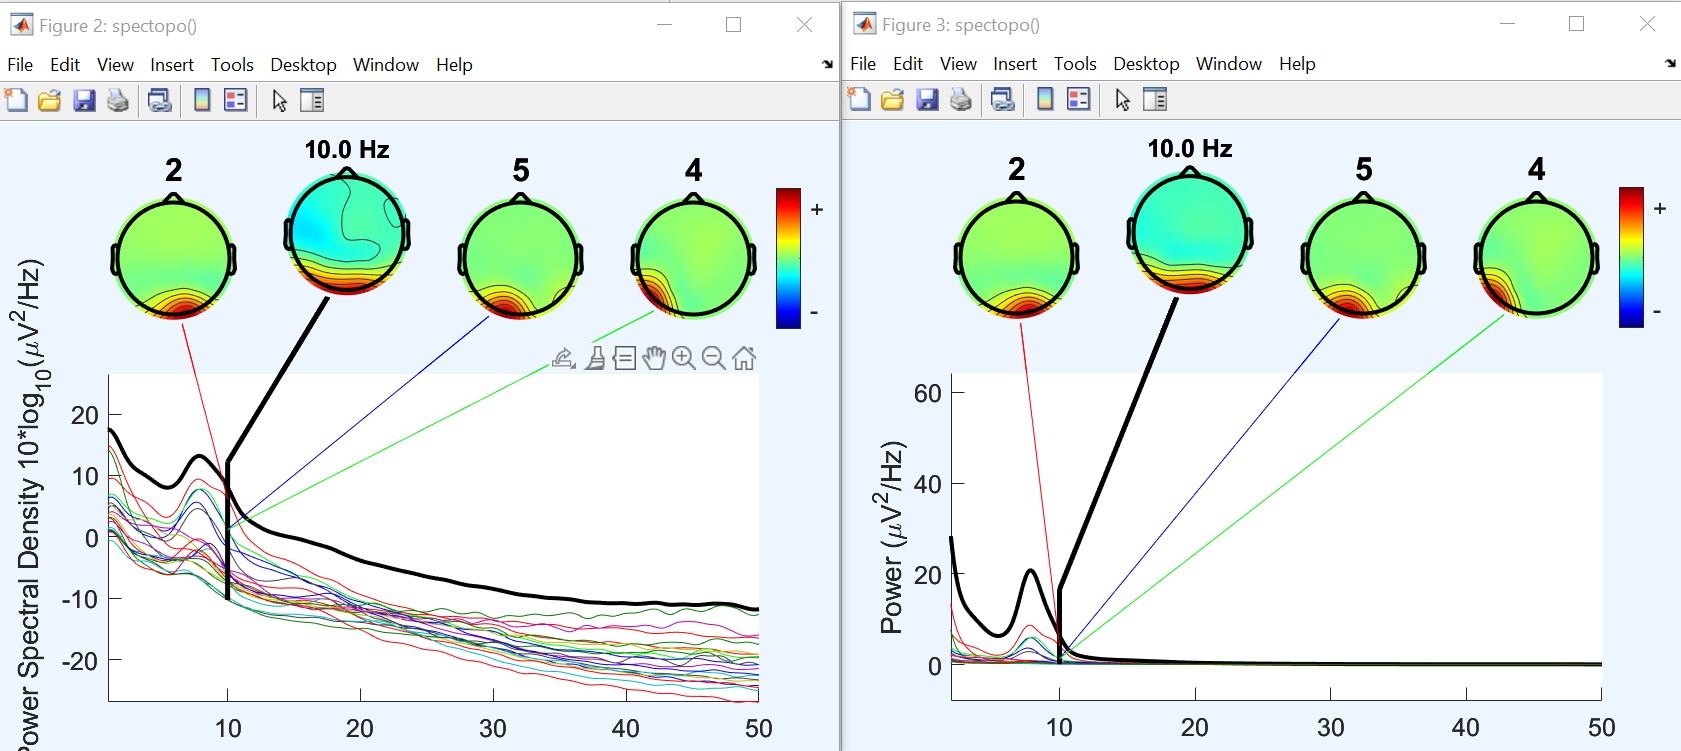 Figure 2: spectopo()
File Edit View Insert Tools Desktop Window Help
2
10.0 Hz
5
4
+
-
Power Spectral Density 10*log10(μV2/Hz)
20
10
0
-10
-20
10 20 30 40 50
Figure 3: spectopo()
File Edit View Insert Tools Desktop Window Help
2
10.0 Hz
5
4
+
-
Power (μV2/Hz)
60
40
20
0
10 20 30 40 50